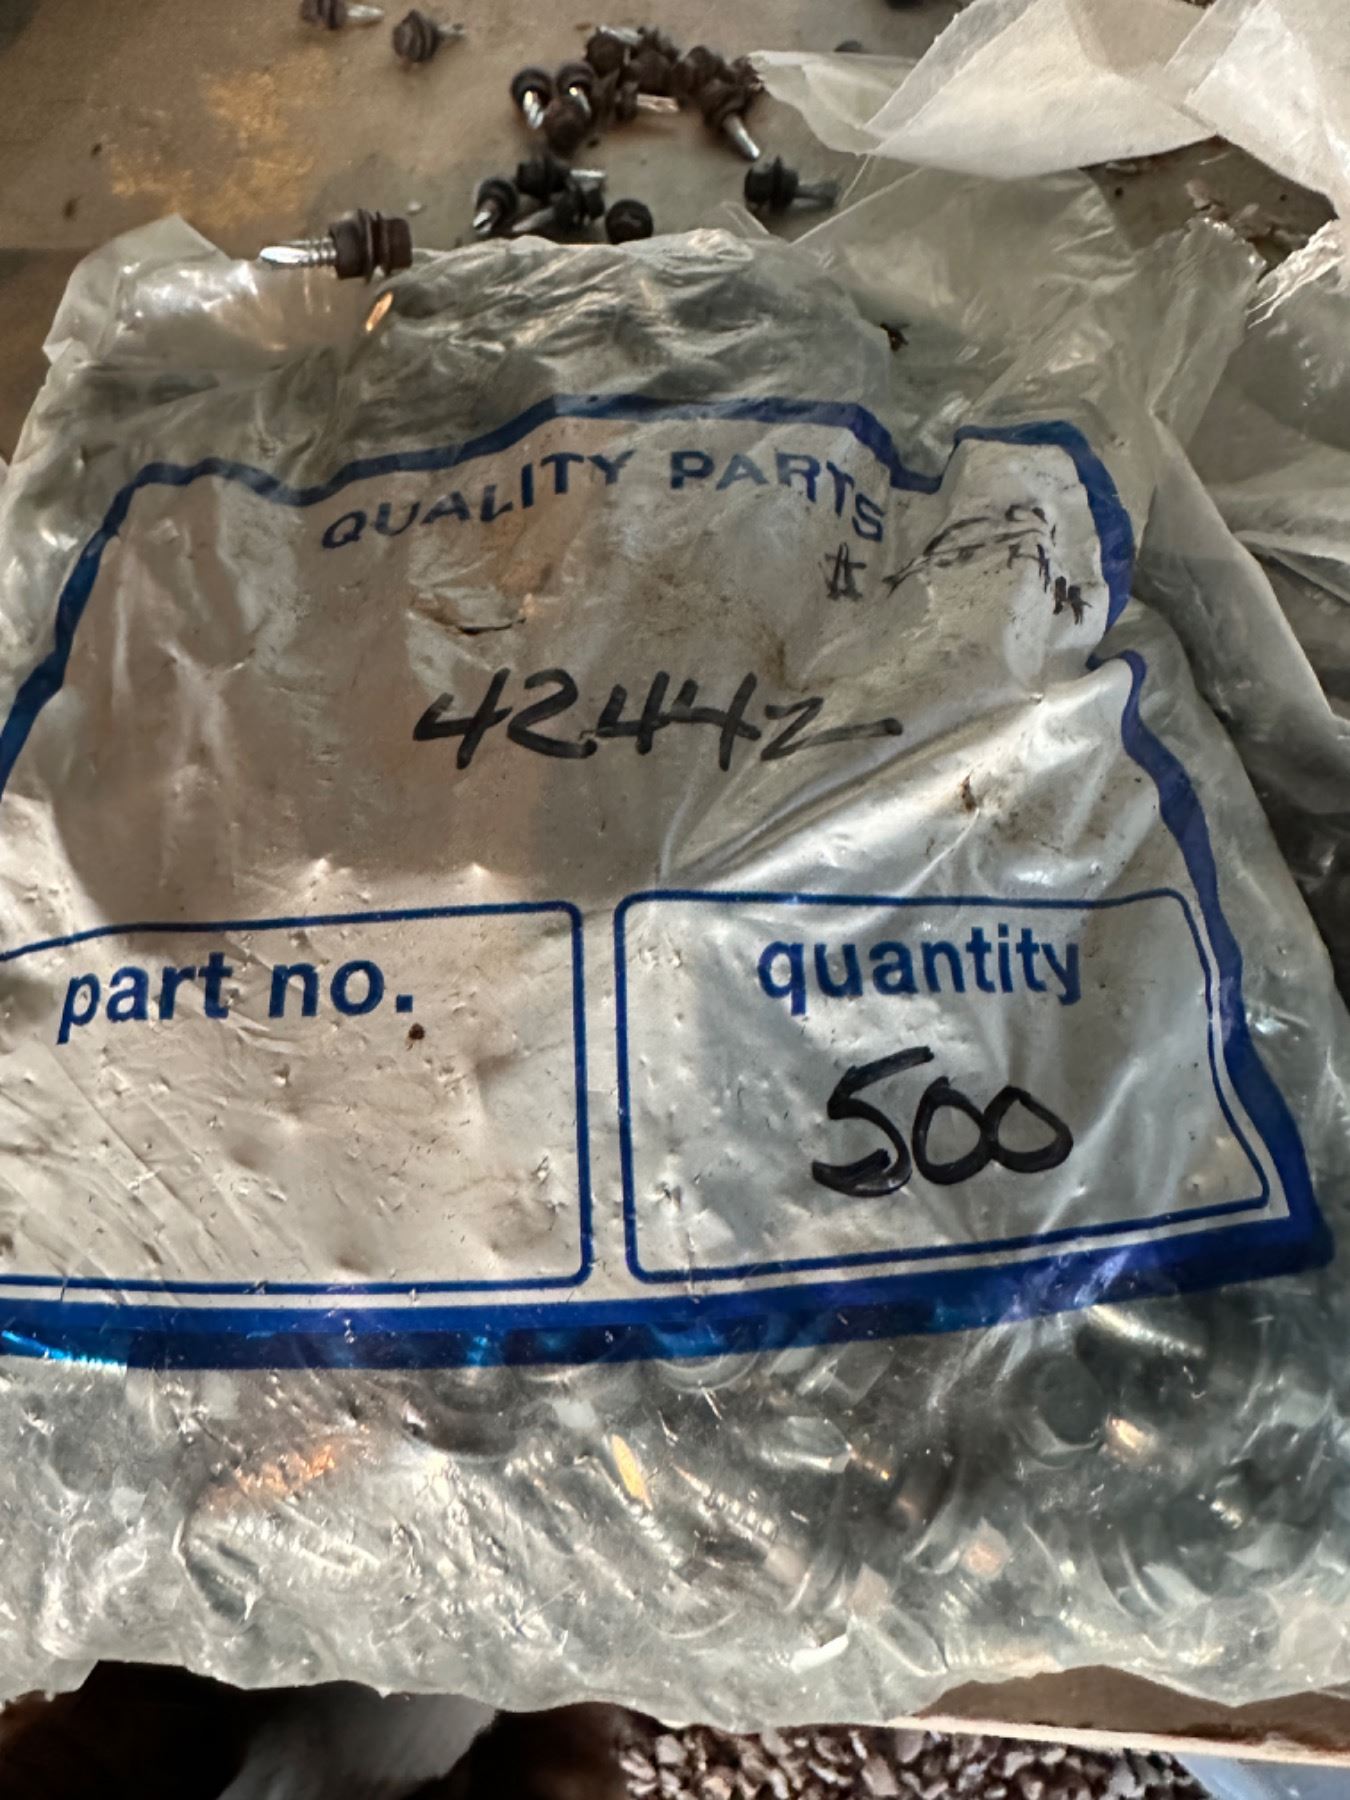 QUALITY PARTS
42442
part no.
quantity
500